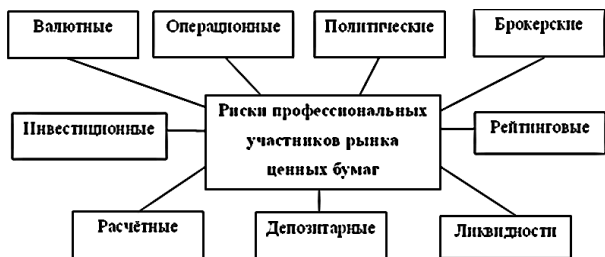 Валютные
Операционные
Политические
Брокерские
Риски профессиональных
участников рынка
ценных бумаг
Инвестиционные
Рейтинговые
Расчётные
Депозитарные
Ликвидности